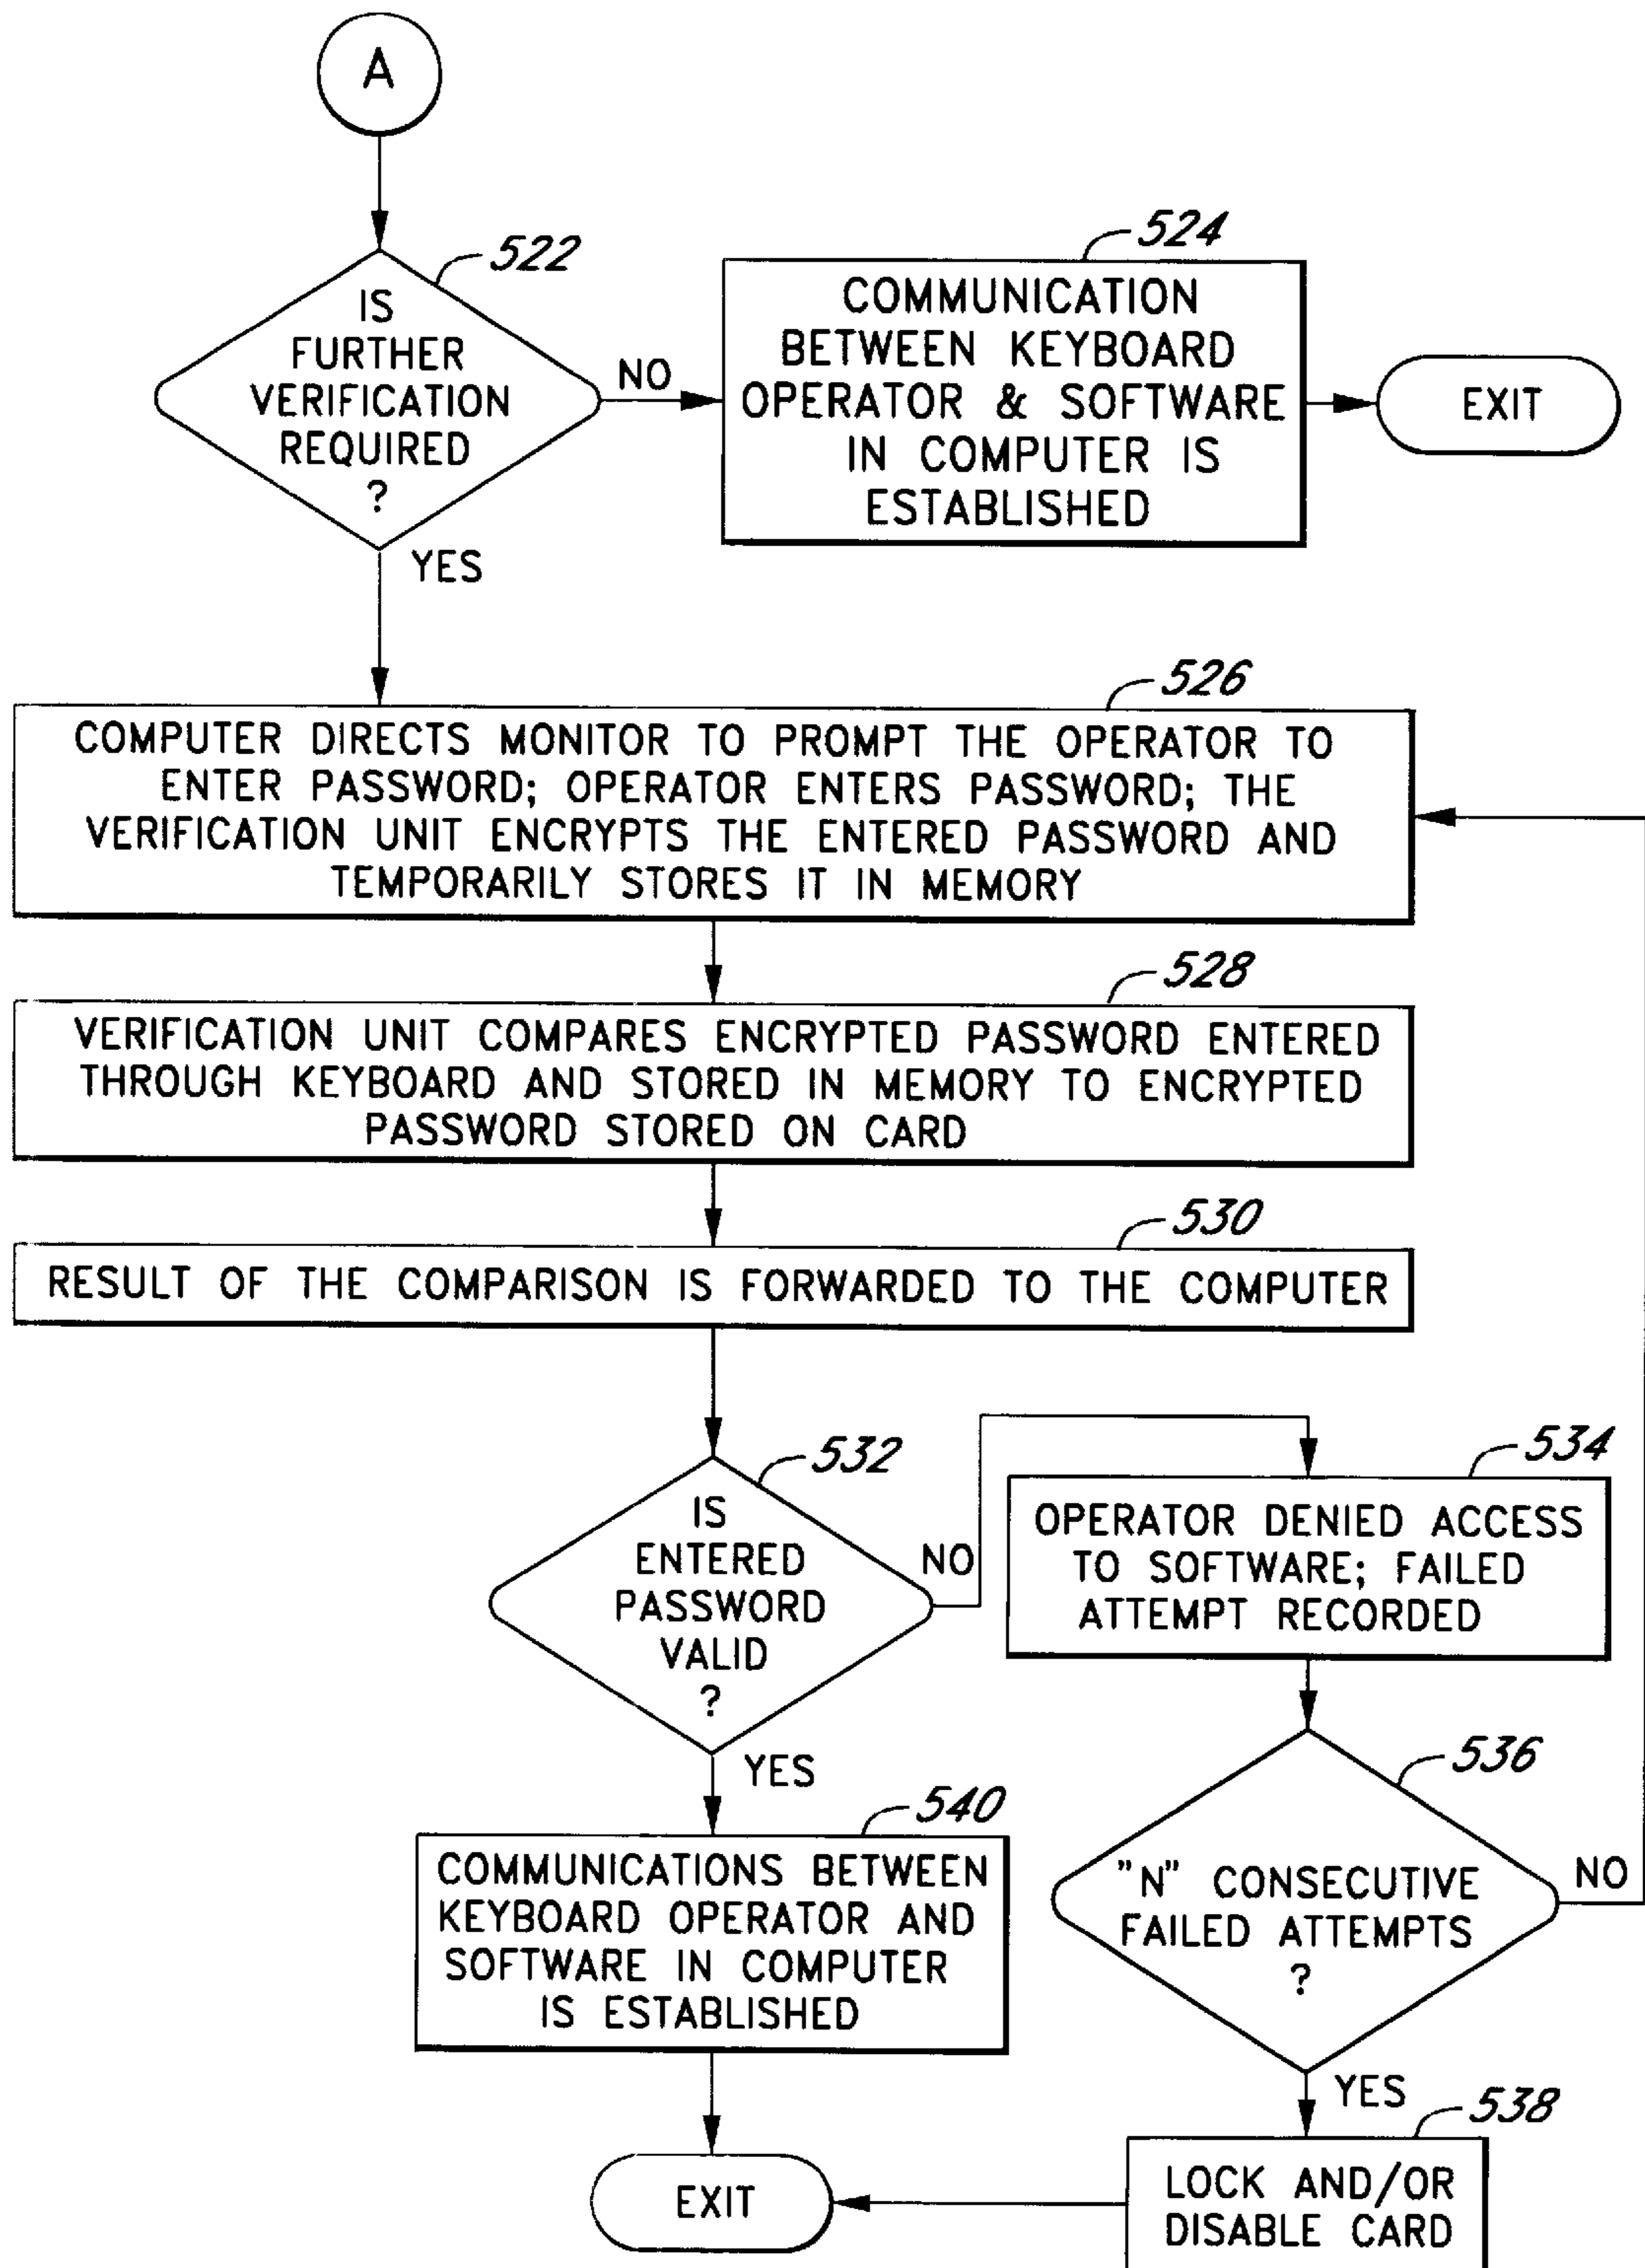 A
522
IS
FURTHER
VERIFICATION
REQUIRED
?
NO
524
COMMUNICATION
BETWEEN KEYBOARD
OPERATOR & SOFTWARE
IN COMPUTER IS
ESTABLISHED
EXIT
YES
526
COMPUTER DIRECTS MONITOR TO PROMPT THE OPERATOR TO
ENTER PASSWORD; OPERATOR ENTERS PASSWORD; THE
VERIFICATION UNIT ENCRYPTS THE ENTERED PASSWORD AND
TEMPORARILY STORES IT IN MEMORY
528
VERIFICATION UNIT COMPARES ENCRYPTED PASSWORD ENTERED
THROUGH KEYBOARD AND STORED IN MEMORY TO ENCRYPTED
PASSWORD STORED ON CARD
530
RESULT OF THE COMPARISON IS FORWARDED TO THE COMPUTER
532
IS
ENTERED
PASSWORD
VALID
?
NO
534
OPERATOR DENIED ACCESS
TO SOFTWARE; FAILED
ATTEMPT RECORDED
536
"N" CONSECUTIVE
FAILED ATTEMPTS
?
NO
YES
540
COMMUNICATIONS BETWEEN
KEYBOARD OPERATOR AND
SOFTWARE IN COMPUTER
IS ESTABLISHED
YES
538
LOCK AND/OR
DISABLE CARD
EXIT